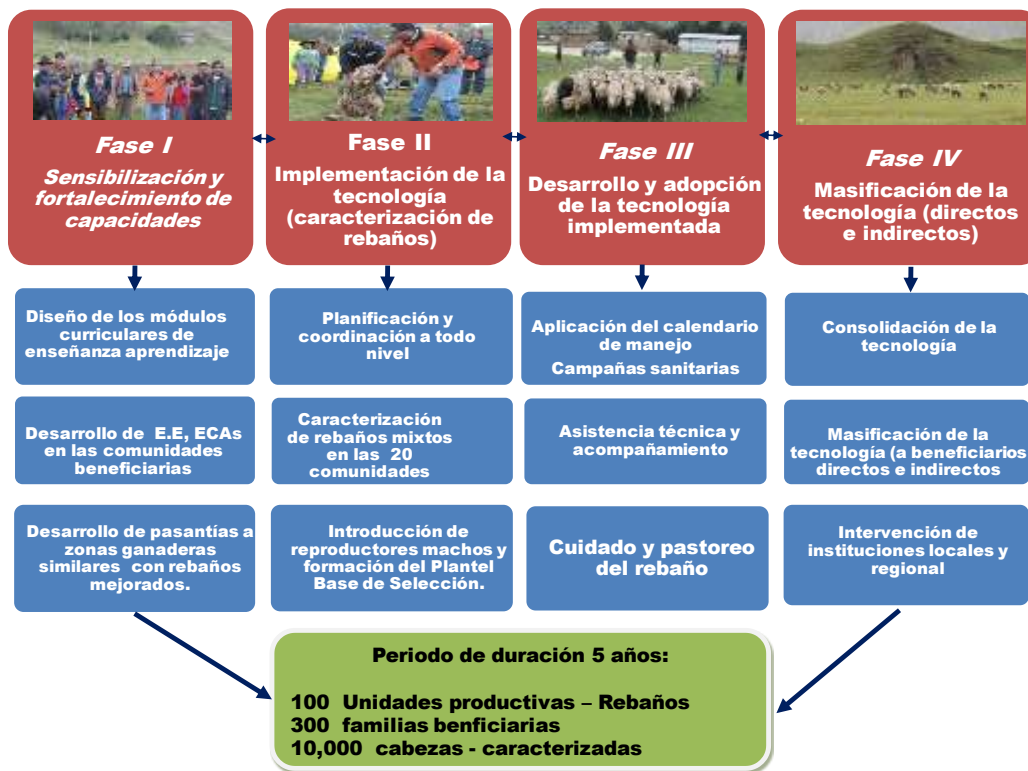 Fase I
Sensibilización y
fortalecimiento de
capacidades
Fase II
Implementación de la
tecnología
(caracterización de
rebaños)
Fase III
Desarrollo y adopción
de la tecnología
implementada
Fase IV
Masificación de la
tecnología (directos
e indirectos)
Diseño de los módulos
curriculares de
enseñanza aprendizaje
Planificación y
coordinación a todo
nivel
Aplicación del calendario
de manejo
Campañas sanitarias
Consolidación de la
tecnología
Desarrollo de E.E, ECAs
en las comunidades
beneficiarias
Caracterización
de rebaños mixtos
en las 20
comunidades
Asistencia técnica y
acompañamiento
Masificación de la
tecnología (a beneficiarios
directos e indirectos
Desarrollo de pasantías a
zonas ganaderas
similares con rebaños
mejorados.
Introducción de
reproductores machos y
formación del Plantel
Base de Selección.
Cuidado y pastoreo
del rebaño
Intervención de
instituciones locales y
regional
Periodo de duración 5 años:
100 Unidades productivas – Rebaños
300 familias benficiarias
10,000 cabezas - caracterizadas